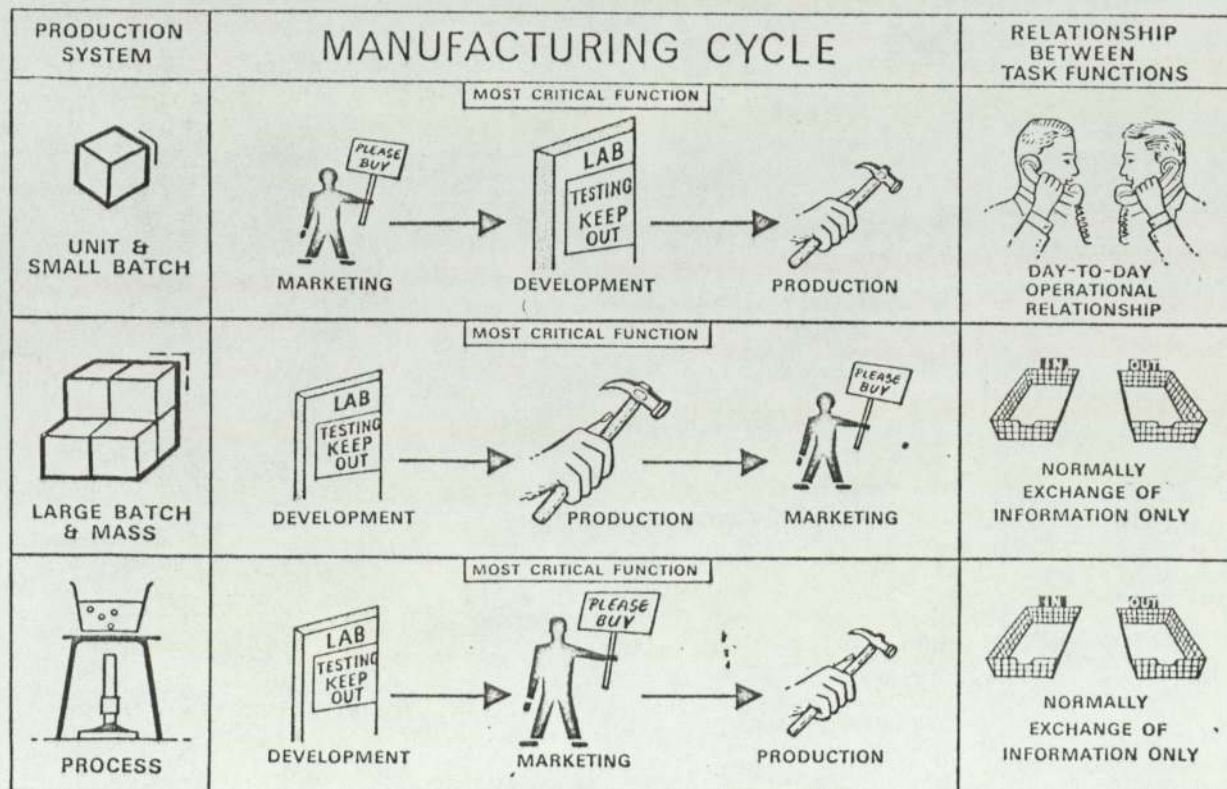 PRODUCTION
SYSTEM
MANUFACTURING CYCLE
RELATIONSHIP
BETWEEN
TASK FUNCTIONS
MOST CRITICAL FUNCTION
PLEASE
BUY
LAB
TESTING
KEEP
OUT
UNIT &
SMALL BATCH
MARKETING
DEVELOPMENT
PRODUCTION
DAY-TO-DAY
OPERATIONAL
RELATIONSHIP
MOST CRITICAL FUNCTION
LAB
TESTING
KEEP
OUT
PLEASE
BUY
IN
OUT
LARGE BATCH
& MASS
DEVELOPMENT
PRODUCTION
MARKETING
NORMALLY
EXCHANGE OF
INFORMATION ONLY
MOST CRITICAL FUNCTION
LAB
TESTING
KEEP
OUT
PLEASE
BUY
IN
OUT
PROCESS
DEVELOPMENT
MARKETING
PRODUCTION
NORMALLY
EXCHANGE OF
INFORMATION ONLY